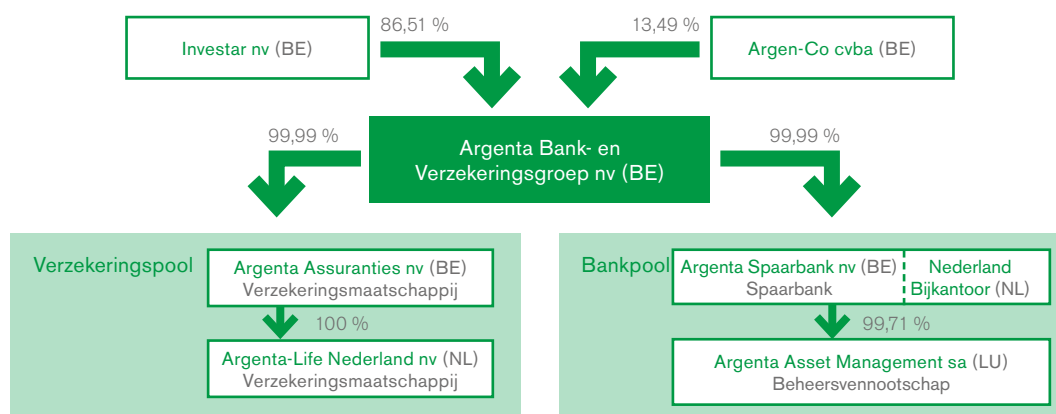 86,51 %
13,49 %
Investar nv (BE)
Argen-Co cvba (BE)
99,99 %
Argenta Bank- en
Verzekeringsgroep nv (BE)
99,99 %
Verzekeringspool
Argenta Assuranties nv (BE)
Verzekeringsmaatschappij
100 %
Argenta-Life Nederland nv (NL)
Verzekeringsmaatschappij
Bankpool
Argenta Spaarbank nv (BE)
Spaarbank
Nederland
Bijkantoor (NL)
99,71 %
Argenta Asset Management sa (LU)
Beheersvennootschap